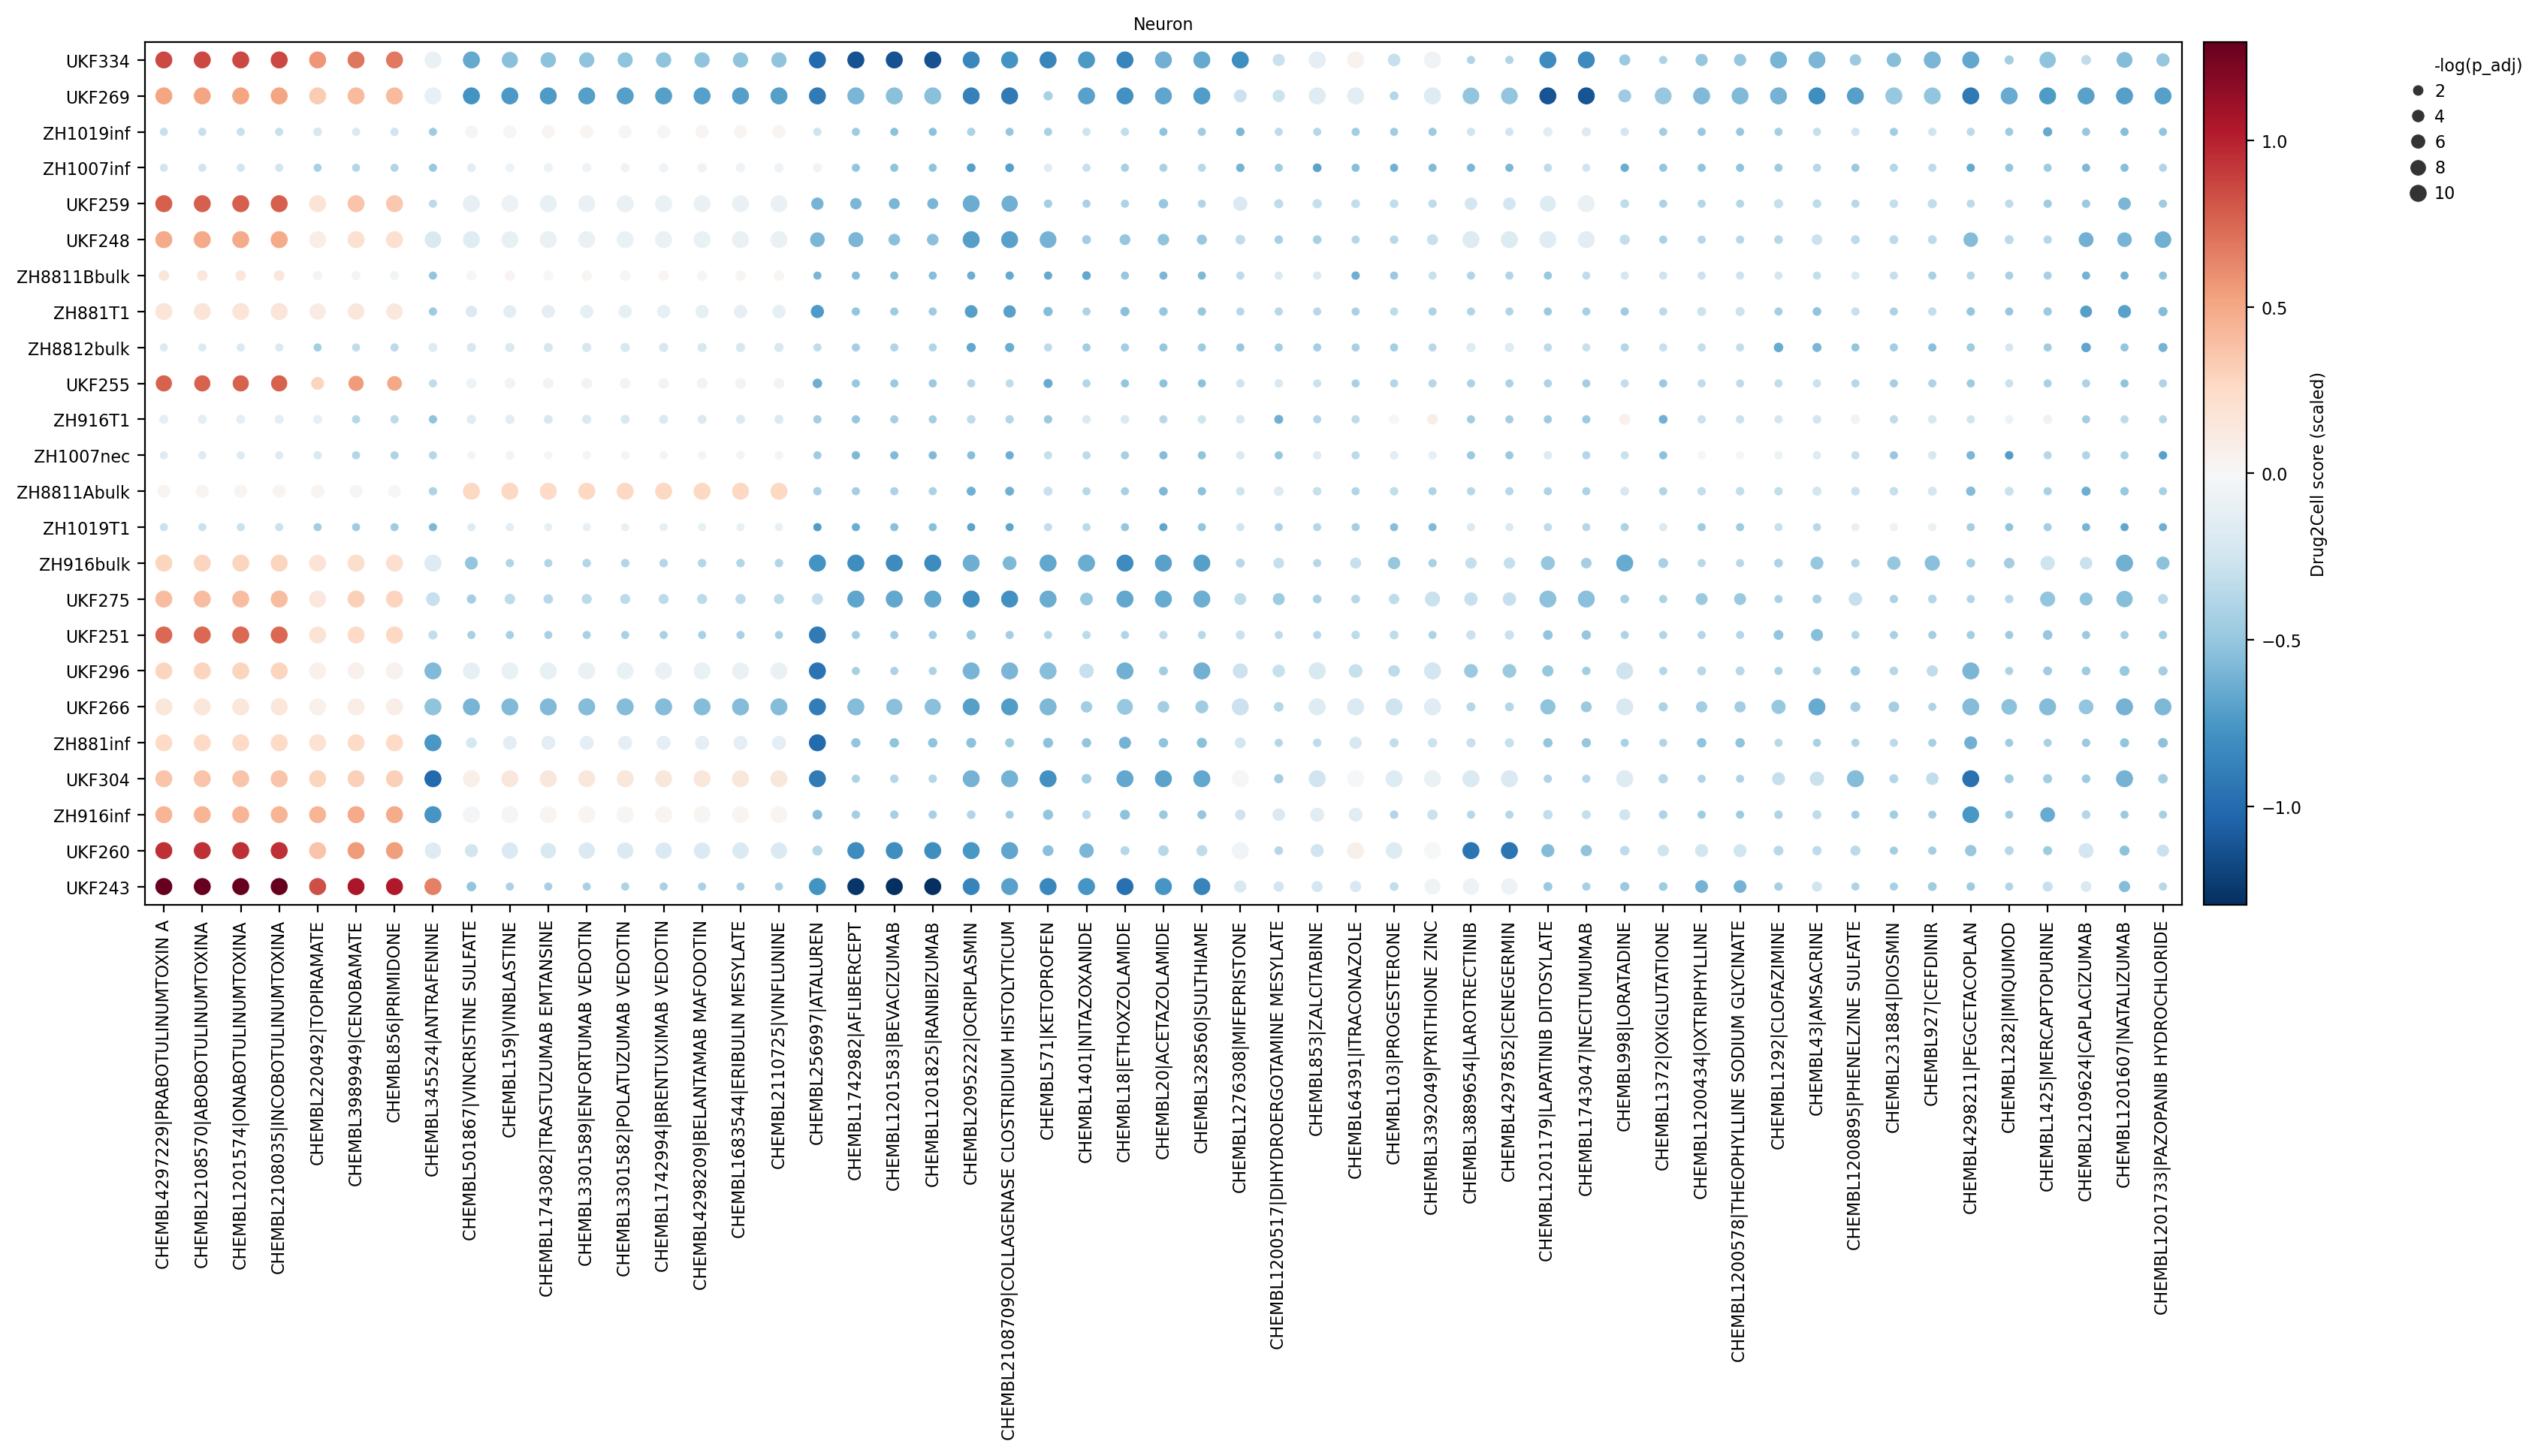 Neuron
UKF334
UKF269
ZH1019inf
ZH1007inf
UKF259
UKF248
ZH8811Bbulk
ZH881T1
ZH8812bulk
UKF255
ZH916T1
ZH1007nec
ZH8811Abulk
ZH1019T1
ZH916bulk
UKF275
UKF251
UKF296
UKF266
ZH881inf
UKF304
ZH916inf
UKF260
UKF243
CHEMBL4297229|PRABOTULINUMTOXIN A
CHEMBL2108570|ABOBOTULINUMTOXINA
CHEMBL1201574|ONABOTULINUMTOXINA
CHEMBL2108035|INCOBOTULINUMTOXINA
CHEMBL220492|TOPIRAMATE
CHEMBL3989949|CENOBAMATE
CHEMBL856|PRIMIDONE
CHEMBL345524|ANTRAFENINE
CHEMBL501867|VINCRISTINE SULFATE
CHEMBL159|VINBLASTINE
CHEMBL1743082|TRASTUZUMAB EMTANSINE
CHEMBL3301589|ENFORTUMAB VEDOTIN
CHEMBL3301582|POLATUZUMAB VEDOTIN
CHEMBL1742994|BRENTUXIMAB VEDOTIN
CHEMBL4298209|BELANTAMAB MAFODOTIN
CHEMBL1683544|ERIBULIN MESYLATE
CHEMBL2110725|VINFLUNINE
CHEMBL256997|ATALUREN
CHEMBL1742982|AFLIBERCEPT
CHEMBL1201583|BEVACIZUMAB
CHEMBL1201825|RANIBIZUMAB
CHEMBL2095222|OCRIPLASMIN
CHEMBL2108709|COLLAGENASE CLOSTRIDIUM HISTOLYTICUM
CHEMBL571|KETOPROFEN
CHEMBL1401|NITAZOXANIDE
CHEMBL18|ETHOXZOLAMIDE
CHEMBL20|ACETAZOLAMIDE
CHEMBL328560|SULTHIAME
CHEMBL1276308|MIFEPRISTONE
CHEMBL1200517|DIHYDROERGOTAMINE MESYLATE
CHEMBL853|ZALCITABINE
CHEMBL64391|ITRACONAZOLE
CHEMBL103|PROGESTERONE
CHEMBL3392049|PYRITHIONE ZINC
CHEMBL3889654|LAROTRECTINIB
CHEMBL4297852|CENEGERMIN
CHEMBL1201179|LAPATINIB DITOSYLATE
CHEMBL1743047|NECITUMUMAB
CHEMBL998|LORATADINE
CHEMBL1372|OXIGLUTATIONE
CHEMBL1200434|OXTRIPHYLLINE
CHEMBL1200578|THEOPHYLLINE SODIUM GLYCINATE
CHEMBL1292|CLOFAZIMINE
CHEMBL43|AMSACRINE
CHEMBL1200895|PHENELZINE SULFATE
CHEMBL231884|DIOSMIN
CHEMBL927|CEFDINIR
CHEMBL4298211|PEGCETACOPLAN
CHEMBL1282|IMIQUIMOD
CHEMBL1425|MERCAPTOPURINE
CHEMBL2109624|CAPLACIZUMAB
CHEMBL1201607|NATALIZUMAB
CHEMBL1201733|PAZOPANIB HYDROCHLORIDE
1.0
0.5
0.0
−0.5
−1.0
Drug2Cell score (scaled)
-log(p_adj)
2
4
6
8
10